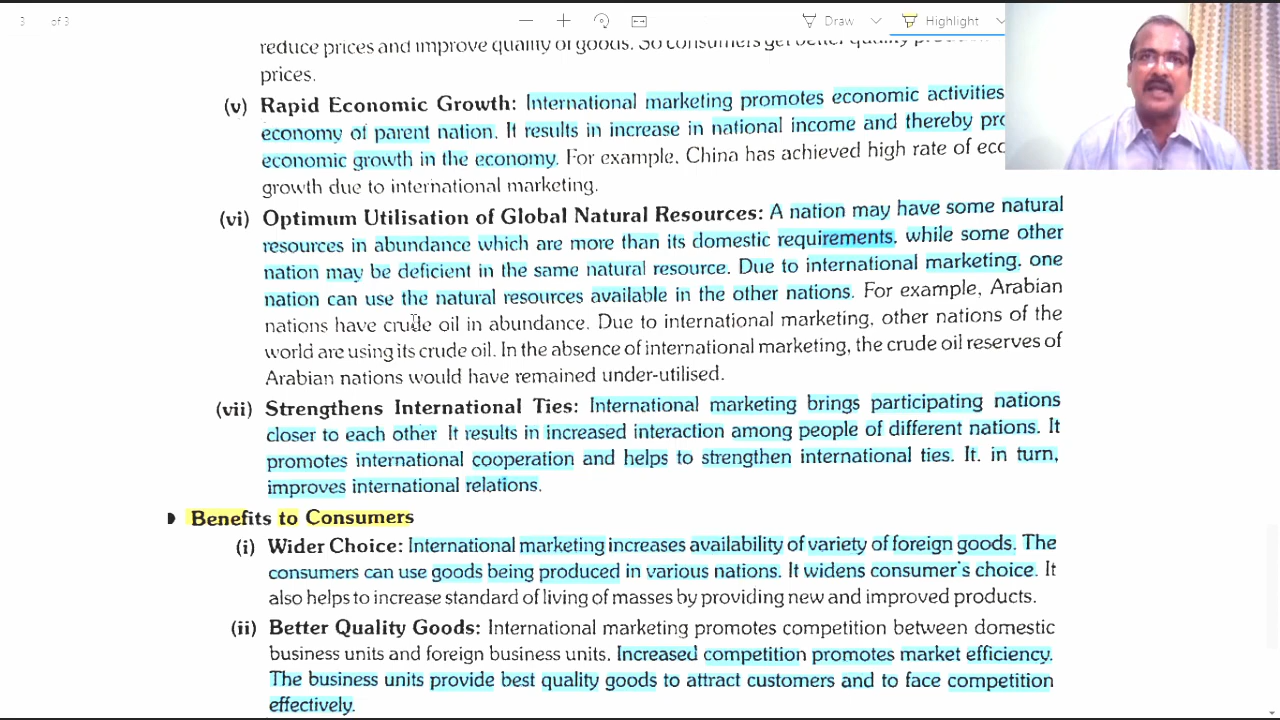 3 of 3
Draw
Highlight
reduce prices and improve quality of goods. So consumers get better quality
prices.
(v) Rapid Economic Growth: International marketing promotes economic activities
economy of parent nation. It results in increase in national income and thereby
economic growth in the economy. For example, China has achieved high rate of
growth due to international marketing.
(vi) Optimum Utilisation of Global Natural Resources: A nation may have some natural
resources in abundance which are more than its domestic requirements, while some other
nation may be deficient in the same natural resource. Due to international marketing, one
nation can use the natural resources available in the other nations. For example, Arabian
nations have crude oil in abundance. Due to international marketing, other nations of the
world are using its crude oil. In the absence of international marketing, the crude oil reserves of
Arabian nations would have remained under-utilised.
(vii) Strengthens International Ties: International marketing brings participating nations
closer to each other It results in increased interaction among people of different nations. It
promotes international cooperation and helps to strengthen international ties. It. in turn,
improves international relations.
Benefits to Consumers
(i) Wider Choice: International marketing increases availability of variety of foreign goods. The
consumers can use goods being produced in various nations. It widens consumer's choice. It
also helps to increase standard of living of masses by providing new and improved products.
(ii) Better Quality Goods: International marketing promotes competition between domestic
business units and foreign business units. Increased competition promotes market efficiency.
The business units provide best quality goods to attract customers and to face competition
effectively.